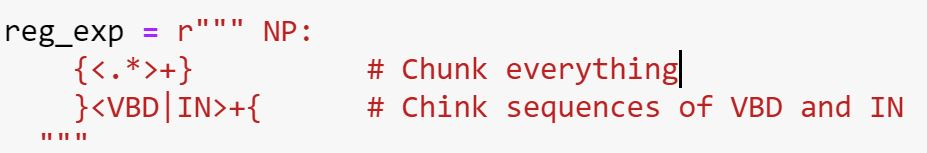 reg_exp = r""" NP:
    {<.*>+}          # Chunk everything
    }<VBD|IN>+{      # Chink sequences of VBD and IN
  """